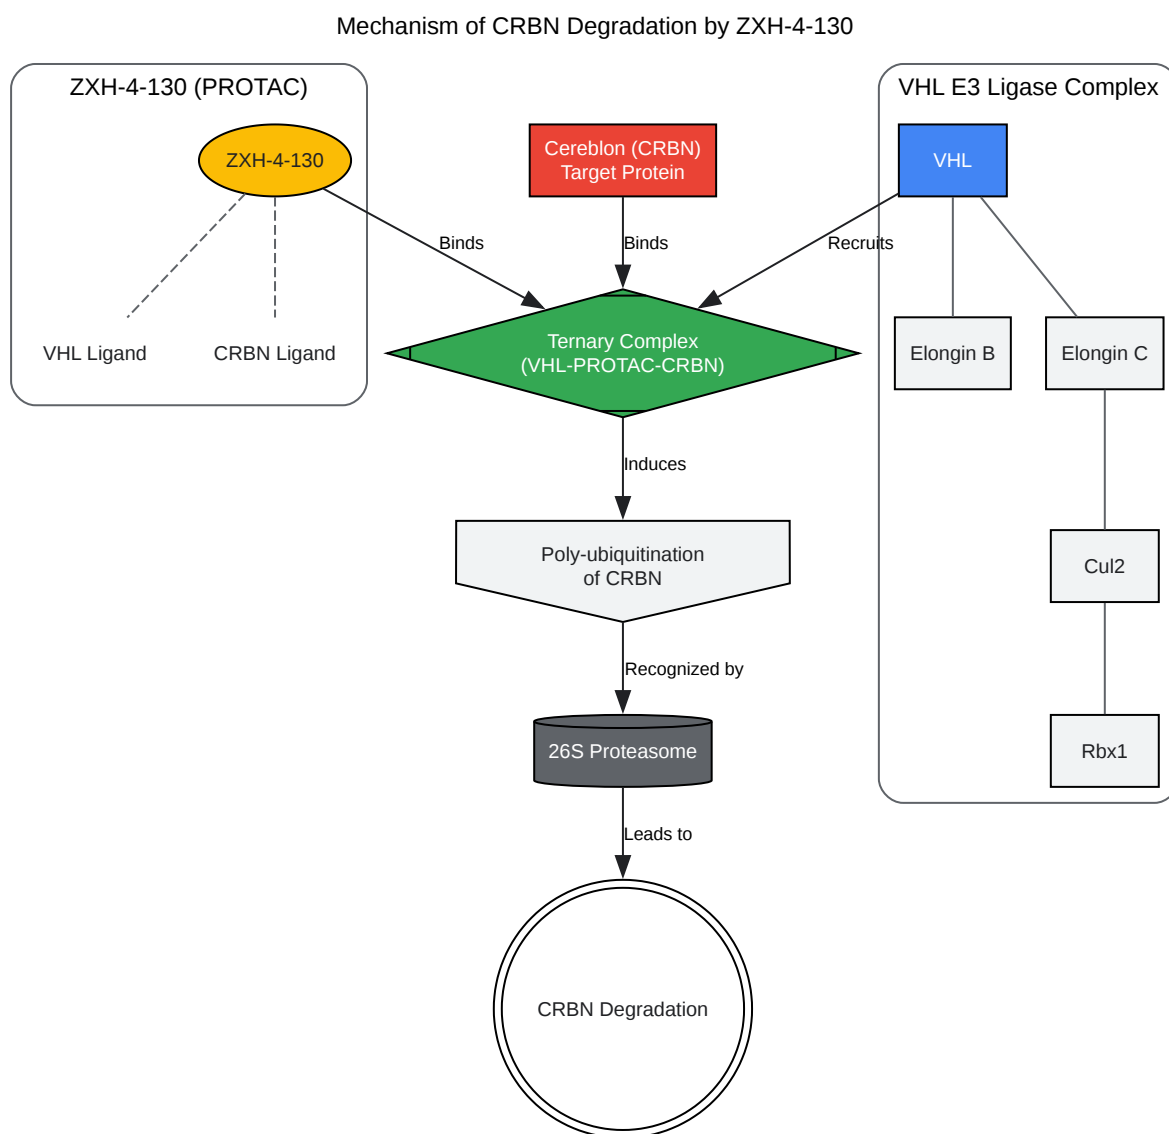 Mechanism of CRBN Degradation by ZXH-4-130
ZXH-4-130 (PROTAC)
VHL E3 Ligase Complex
ZXH-4-130
Cereblon (CRBN)
Target Protein
VHL
Binds
Binds
Recruits
VHL Ligand
CRBN Ligand
Ternary Complex
(VHL-PROTAC-CRBN)
Elongin B
Elongin C
Induces
Poly-ubiquitination
of CRBN
Cul2
Recognized by
26S Proteasome
Rbx1
Leads to
CRBN Degradation